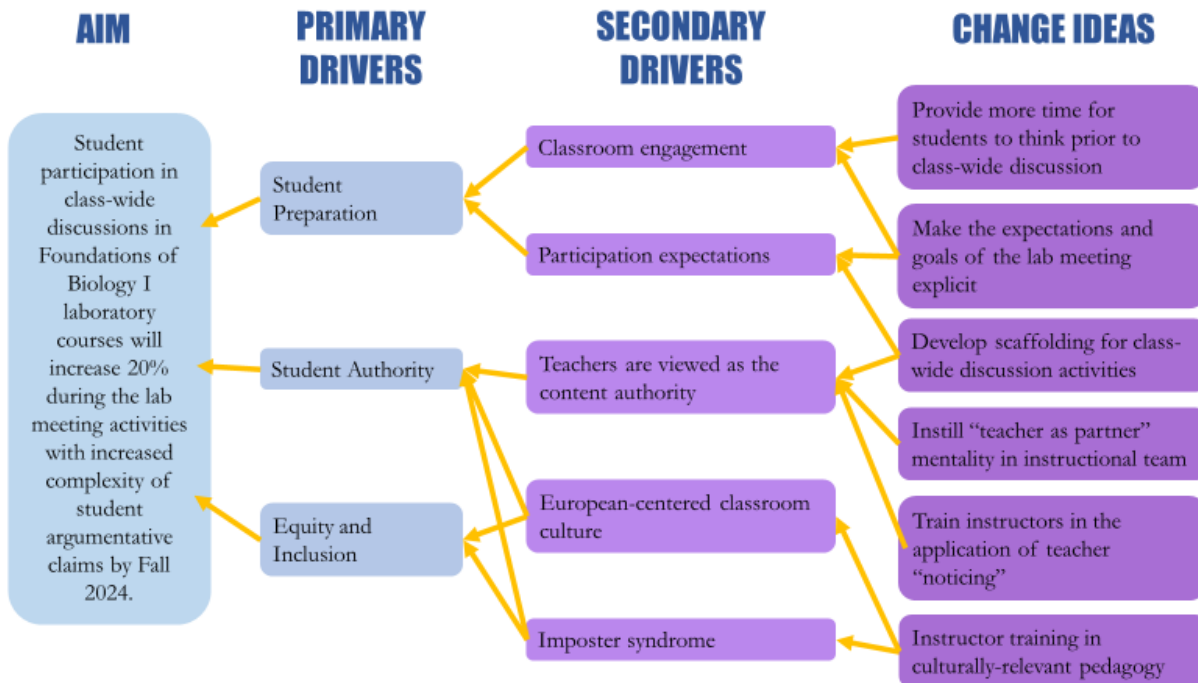 AIM
PRIMARY
DRIVERS
SECONDARY
DRIVERS
CHANGE IDEAS
Student
participation in
class-wide
discussions in
Foundations of
Biology I
laboratory
courses will
increase 20%
during the lab
meeting activities
with increased
complexity of
student
argumentative
claims by Fall
2024.
Student
Preparation
Student Authority
Equity and
Inclusion
Classroom engagement
Participation expectations
Teachers are viewed as the
content authority
European-centered classroom
culture
Imposter syndrome
Provide more time for
students to think prior to
class-wide discussion
Make the expectations and
goals of the lab meeting
explicit
Develop scaffolding for class-
wide discussion activities
Instill “teacher as partner”
mentality in instructional team
Train instructors in the
application of teacher
“noticing”
Instructor training in
culturally-relevant pedagogy